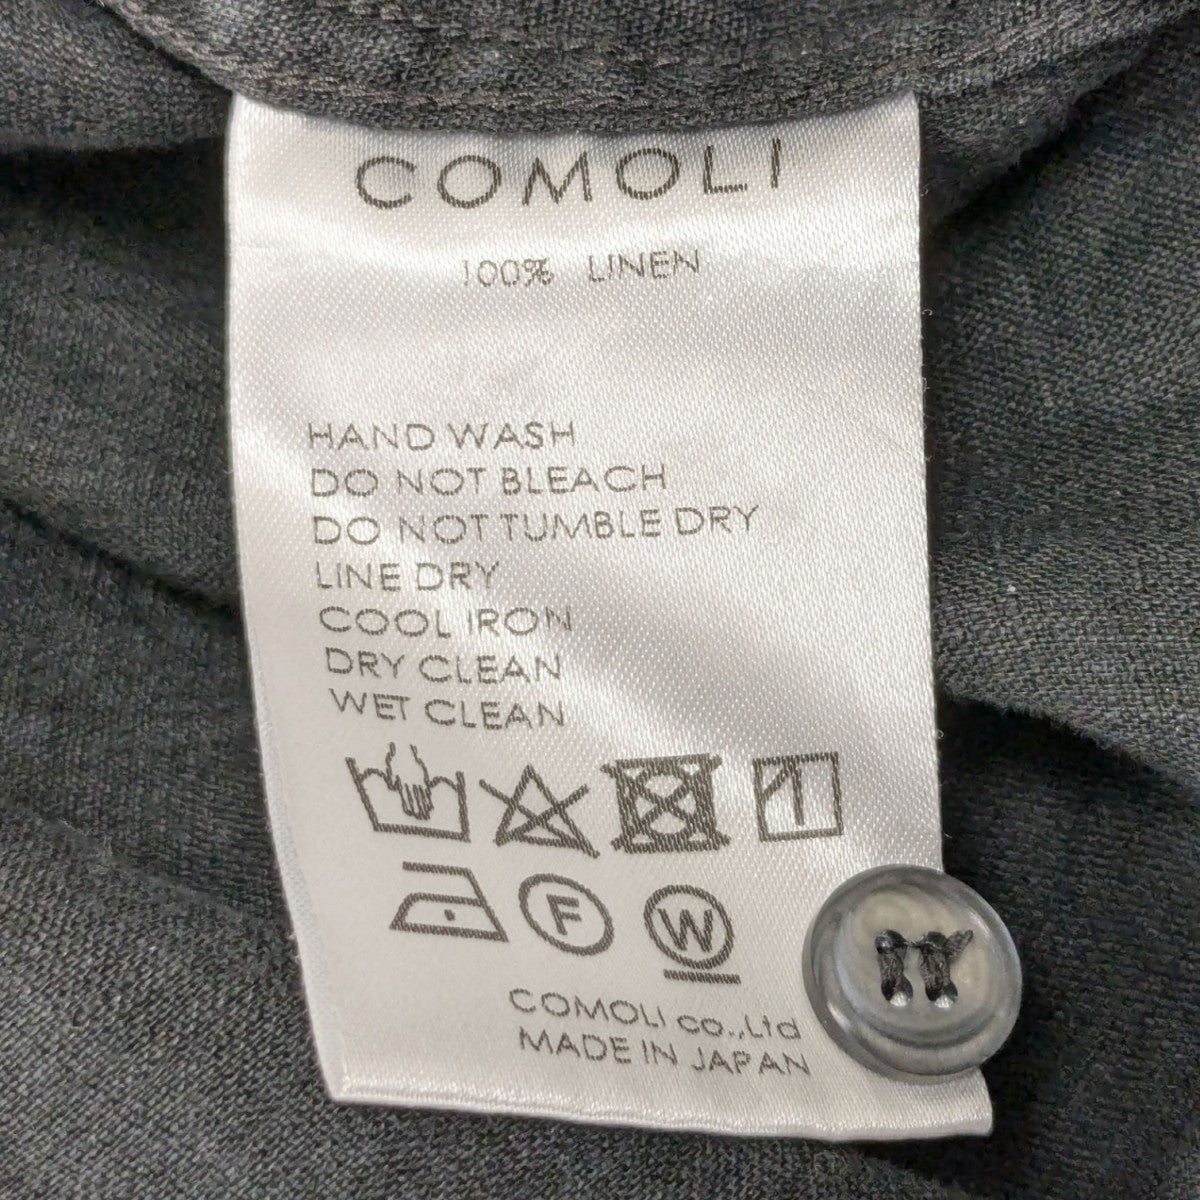 COMOLI
100% LINEN
HAND WASH
DO NOT BLEACH
DO NOT TUMBLE DRY
LINE DRY
COOL IRON
DRY CLEAN
WET CLEAN
F W
COMOLI co.,Ltd
MADE IN JAPAN